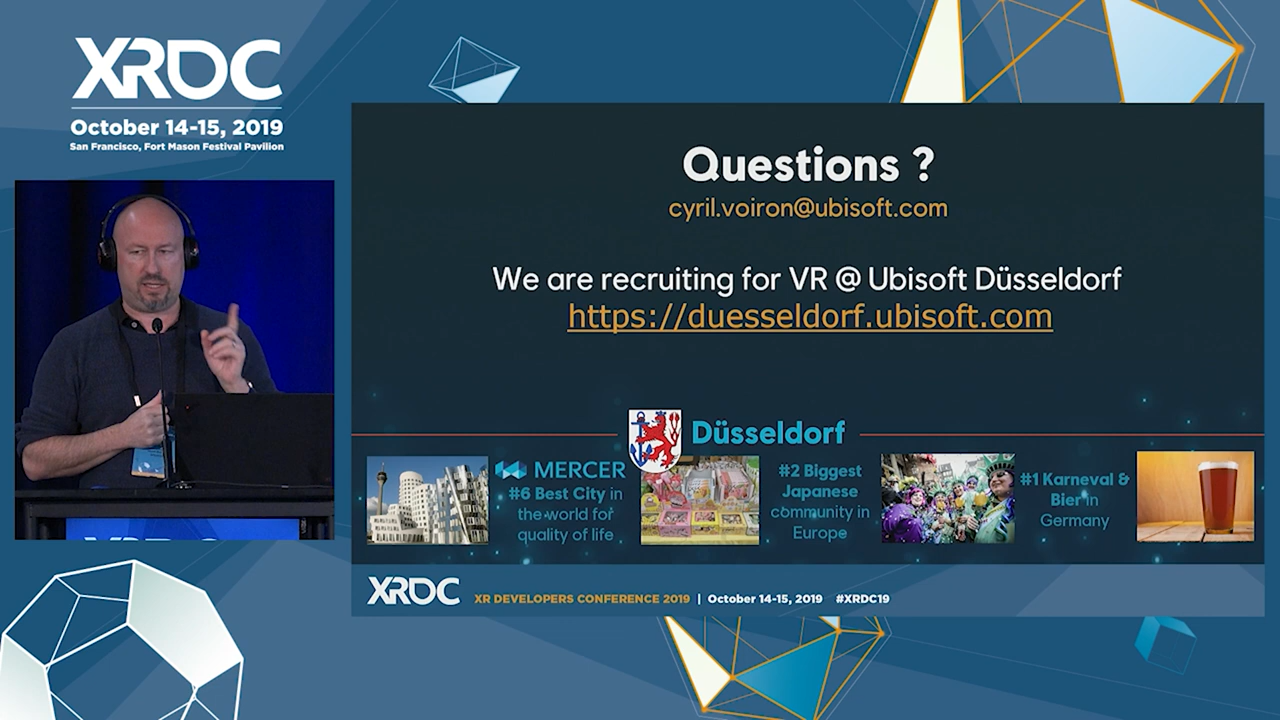 XRDC
October 14-15, 2019
San Francisco, Fort Mason Festival Pavilion
Questions ?
cyril.voiron@ubisoft.com
We are recruiting for VR @ Ubisoft Düsseldorf
https://duesseldorf.ubisoft.com
Düsseldorf
MERCER
#6 Best City in
the world for
quality of life
#2 Biggest
Japanese
community in
Europe
#1 Karneval &
Bier in
Germany
XRDC
XR DEVELOPERS CONFERENCE 2019 | October 14-15, 2019 #XRDC19